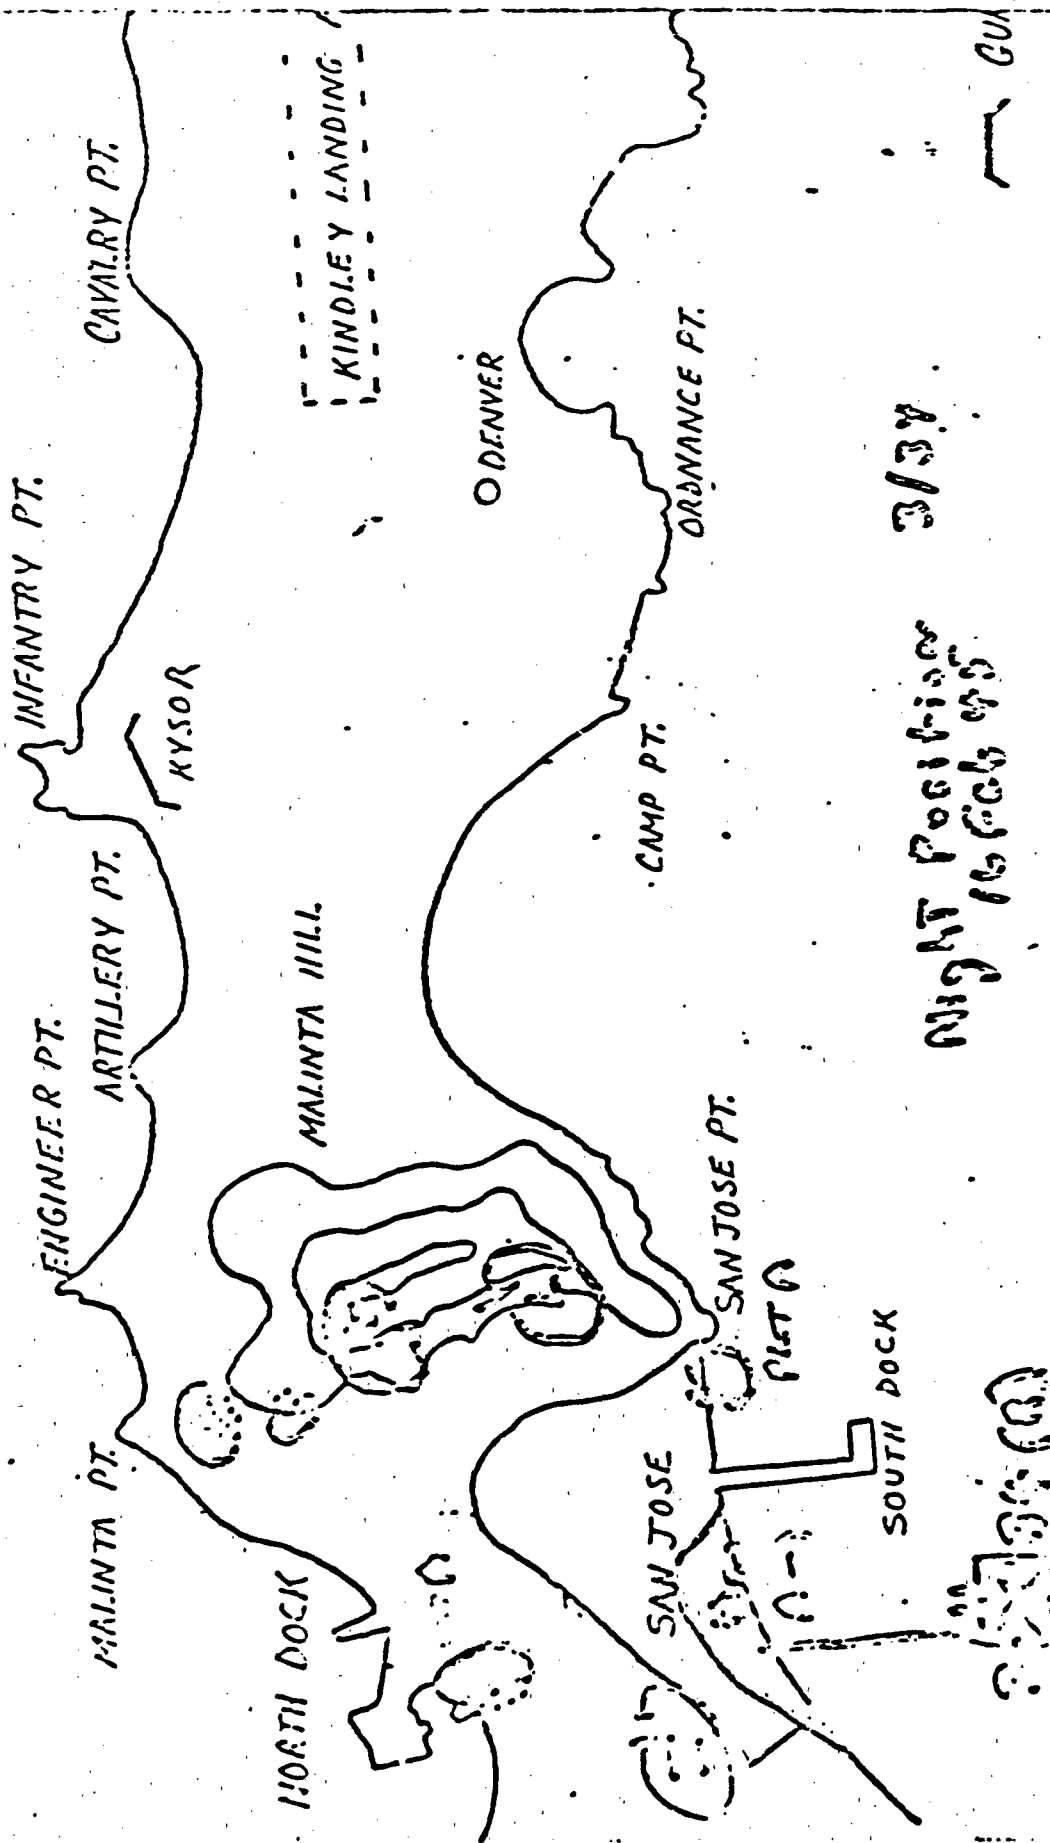 INFANTRY PT.
CAVALRY PT.
ENGINEER PT.
ARTILLERY PT.
MALINTA PT.
KYSOR
KINDLEY LANDING
NORTH DOCK
MALINTA HILL
DENVER
CAMP PT.
ORDNANCE PT.
SAN JOSE
SAN JOSE PT.
SOUTH DOCK
Night Position 3/34
16 Feb 45